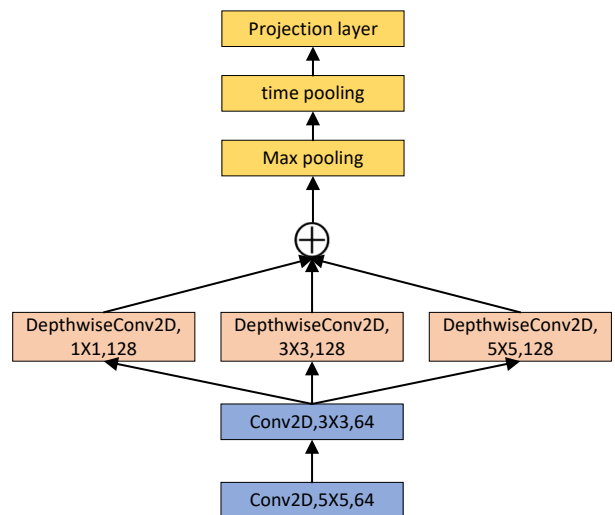 Projection layer
time pooling
Max pooling
DepthwiseConv2D,
1X1,128
DepthwiseConv2D,
3X3,128
DepthwiseConv2D,
5X5,128
Conv2D,3X3,64
Conv2D,5X5,64